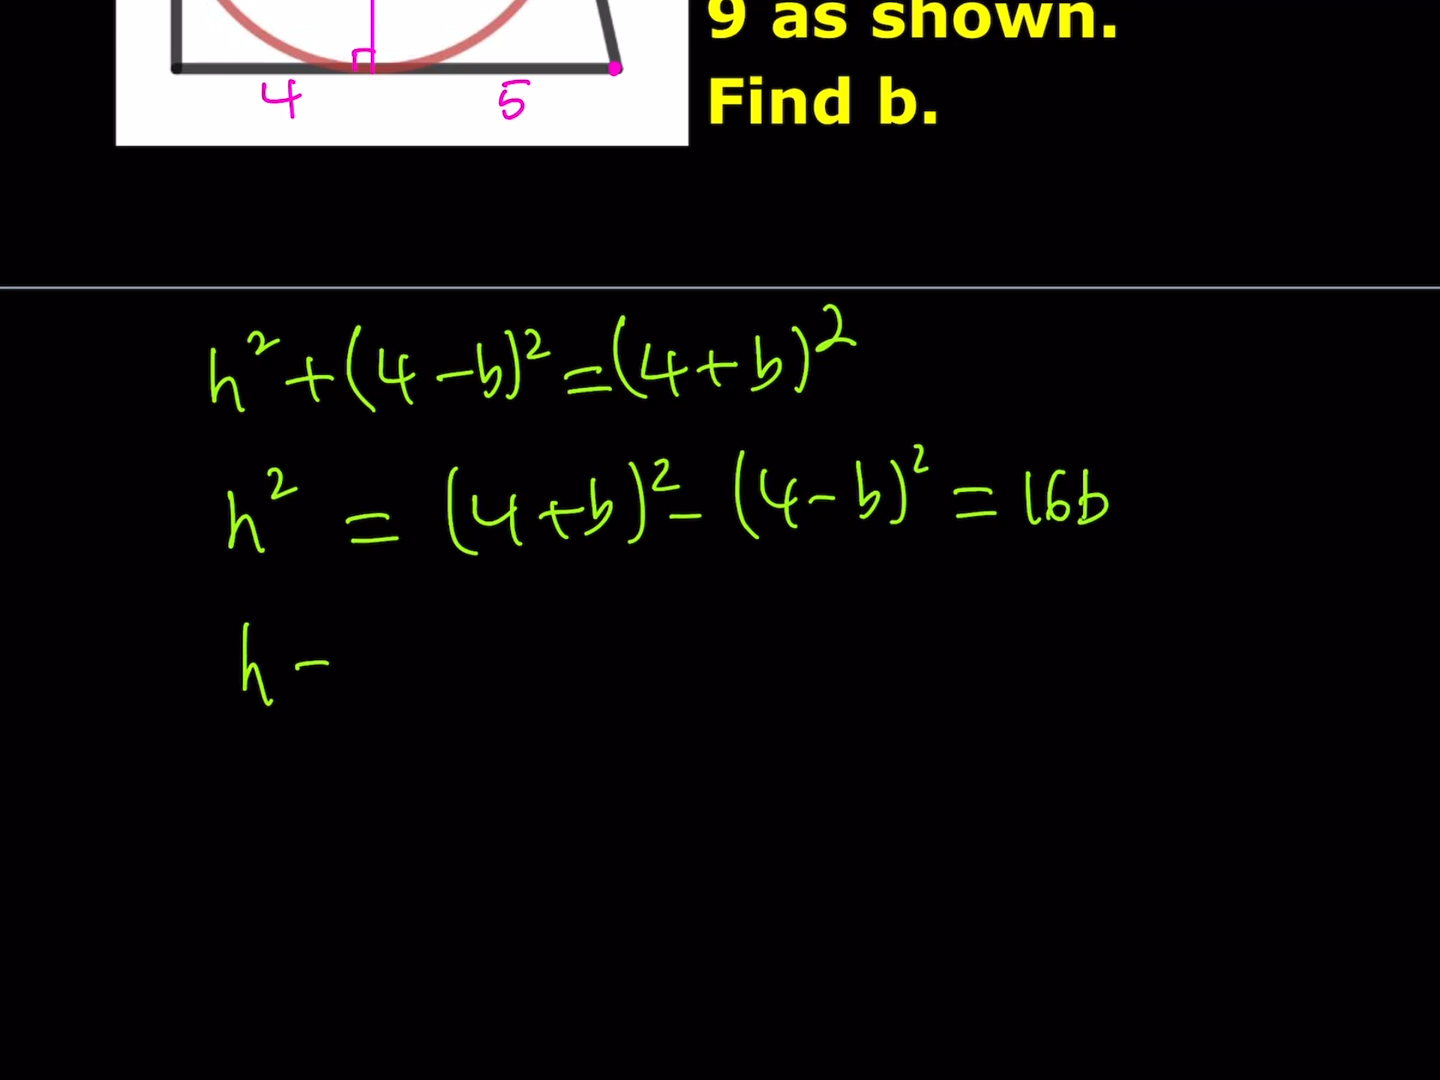 9 as shown.
Find b.
4 5
h² + (4 - b)² = (4 + b)²
h² = (4 + b)² - (4 - b)² = 16b
h -